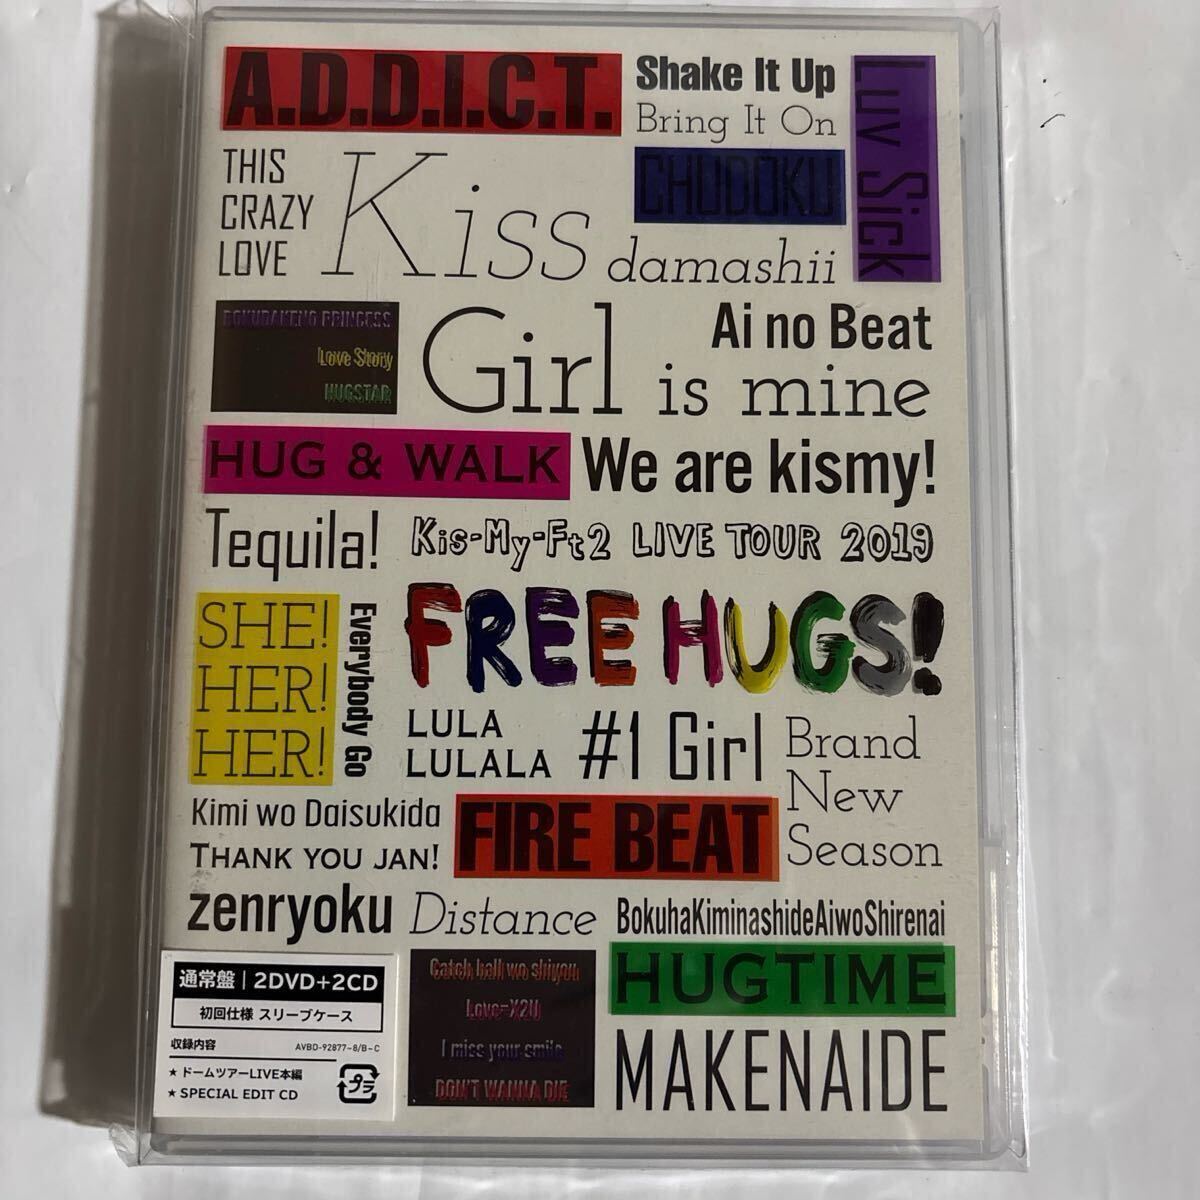 A.D.D.I.C.T.
Shake It Up
Bring It On
Luv Sick
THIS
CRAZY
LOVE
Kiss
CHUDOKU
damashii
BOKUDAKENO PRINCESS
Love Story
HUGSTAR
Girl
Ai no Beat
is mine
HUG & WALK
We are kismy!
Tequila!
Kis-My-Ft2 LIVE TOUR 2019
FREE HUGS!
SHE!
HER!
HER!
Everybody Go
LULA
LULALA
#1 Girl
Brand
New
Season
Kimi wo Daisukida
THANK YOU JAN!
FIRE BEAT
zenryoku
Distance
BokuhaKiminashideAiwoShirenai
通常盤|2DVD+2CD
初回仕様 スリーブケース
収録内容
AVBD-92877~8/B~C
★ ドームツアーLIVE本編
★ SPECIAL EDIT CD
プラ
Catch ball wo shiyou
Love=X2U
I miss your smile
DON'T WANNA DIE
HUGTIME
MAKENAIDE